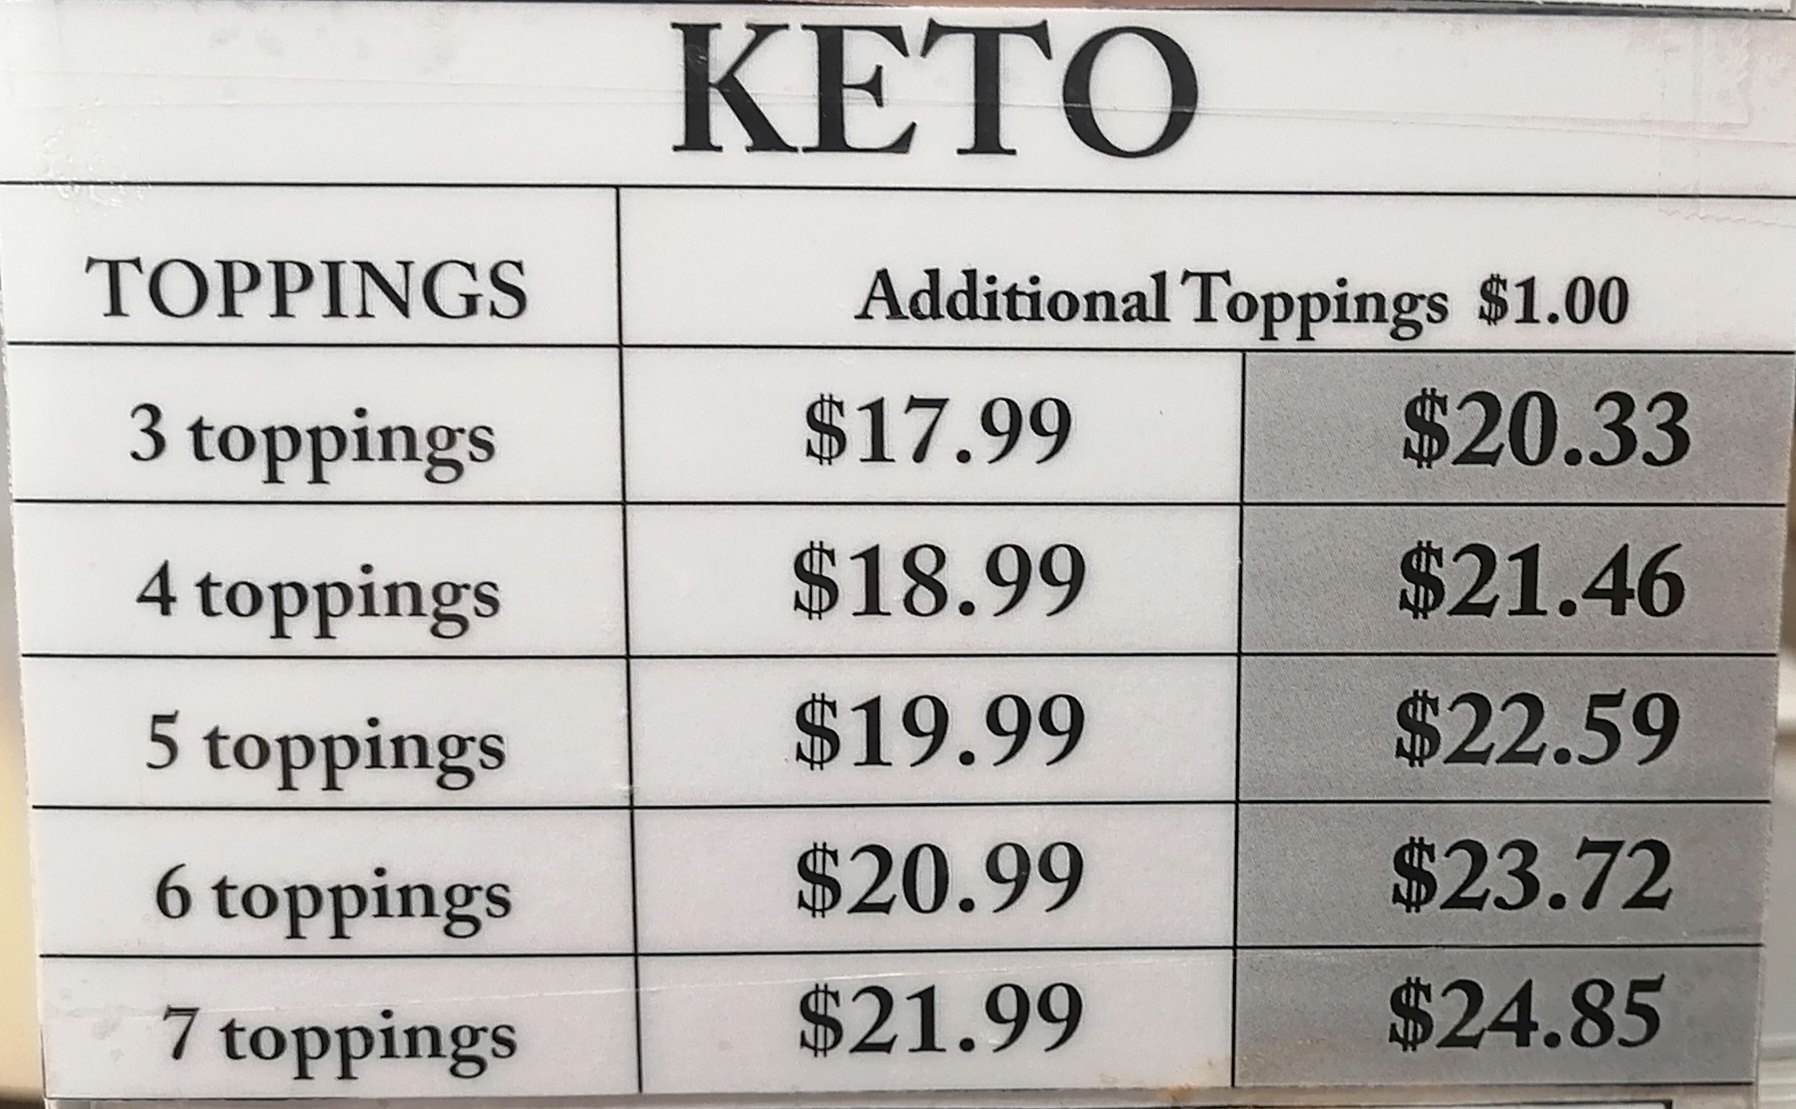 KETO
TOPPINGS Additional Toppings $1.00
3 toppings $17.99 $20.33
4 toppings $18.99 $21.46
5 toppings $19.99 $22.59
6 toppings $20.99 $23.72
7 toppings $21.99 $24.85